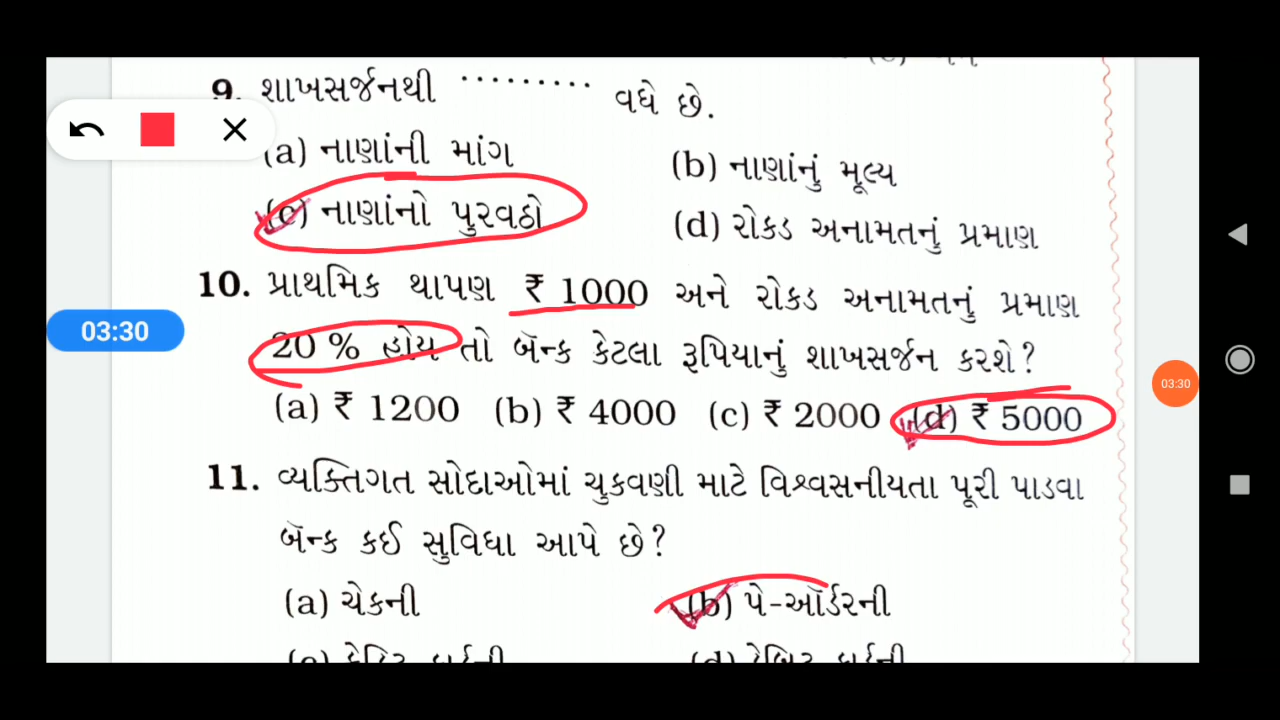 9. શાખસર્જનથી ········· વધે છે.
(a) નાણાંની માંગ (b) નાણાંનું મૂલ્ય
(c) નાણાંનો પુરવઠો (d) રોકડ અનામતનું પ્રમાણ
10. પ્રાથમિક થાપણ ₹ 1000 અને રોકડ અનામતનું પ્રમાણ
20 % હોય તો બૅન્ક કેટલા રૂપિયાનું શાખસર્જન કરશે?
03:30
03:30
(a) ₹ 1200 (b) ₹ 4000 (c) ₹ 2000 (d) ₹ 5000
11. વ્યક્તિગત સોદાઓમાં ચુકવણી માટે વિશ્વસનીયતા પૂરી પાડવા
બૅન્ક કઈ સુવિધા આપે છે?
(a) ચેકની (b) પે-ઑર્ડરની